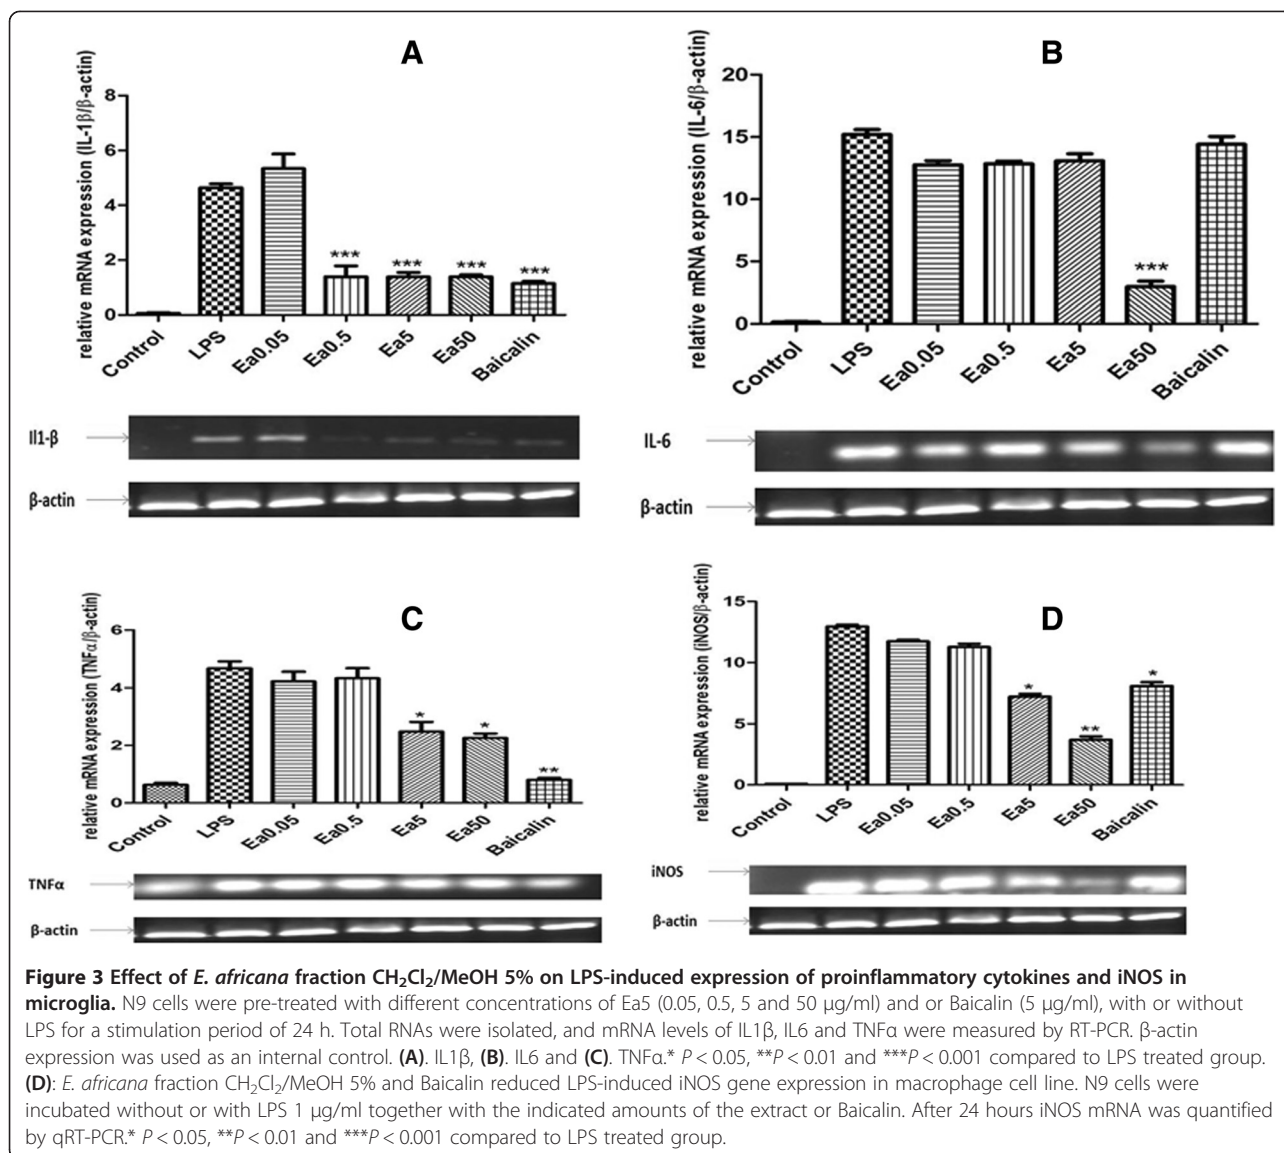 A
relative mRNA expression (IL-1β/β-actin)
8
6
4
2
0
***
***
***
***
Control
LPS
Ea0.05
Ea0.5
Ea5
Ea50
Baicalin
Il1-β
β-actin
B
relative mRNA expression (IL-6/β-actin)
20
15
10
5
0
***
Control
LPS
Ea0.05
Ea0.5
Ea5
Ea50
Baicalin
IL-6
β-actin
C
relative mRNA expression (TNFα/β-actin)
6
4
2
0
*
*
**
Control
LPS
Ea0.05
Ea0.5
Ea5
Ea50
Baicalin
TNFα
β-actin
D
relative mRNA expression (iNOS/β-actin)
15
10
5
0
*
**
*
Control
LPS
Ea0.05
Ea0.5
Ea5
Ea50
Baicalin
iNOS
β-actin
Figure 3 Effect of E. africana fraction CH₂Cl₂/MeOH 5% on LPS-induced expression of proinflammatory cytokines and iNOS in
microglia. N9 cells were pre-treated with different concentrations of Ea5 (0.05, 0.5, 5 and 50 μg/ml) and or Baicalin (5 μg/ml), with or without
LPS for a stimulation period of 24 h. Total RNAs were isolated, and mRNA levels of IL1β, IL6 and TNFα were measured by RT-PCR. β-actin
expression was used as an internal control. (A). IL1β, (B). IL6 and (C). TNFα.* P < 0.05, **P < 0.01 and ***P < 0.001 compared to LPS treated group.
(D): E. africana fraction CH₂Cl₂/MeOH 5% and Baicalin reduced LPS-induced iNOS gene expression in macrophage cell line. N9 cells were
incubated without or with LPS 1 μg/ml together with the indicated amounts of the extract or Baicalin. After 24 hours iNOS mRNA was quantified
by qRT-PCR.* P < 0.05, **P < 0.01 and ***P < 0.001 compared to LPS treated group.